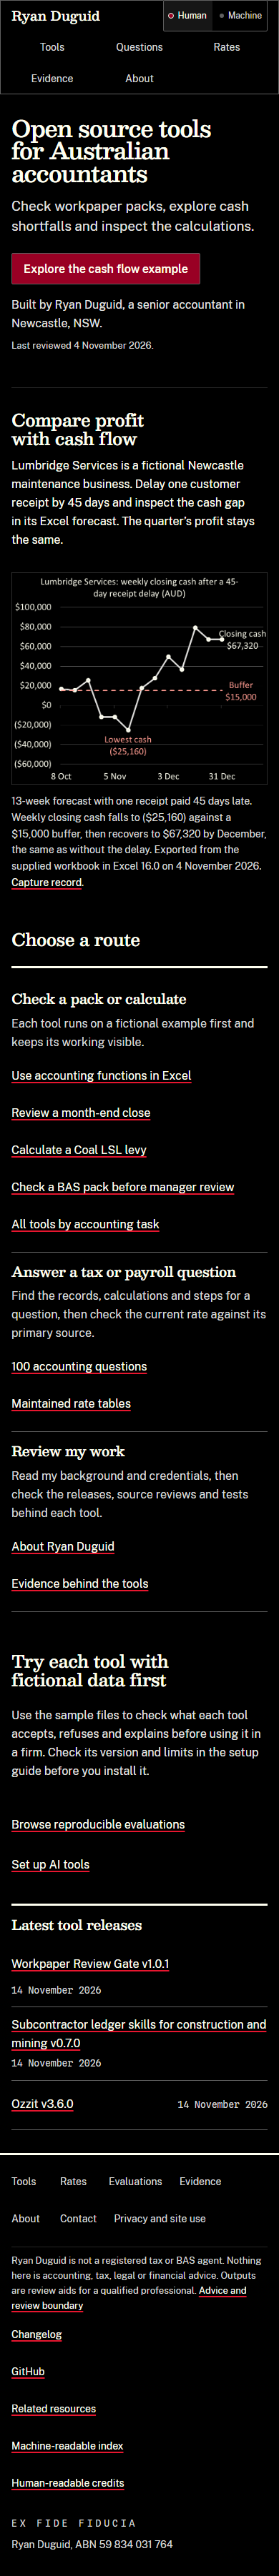 Ryan Duguid
Human
Machine
Tools
Questions
Rates
Evidence
About
Open source tools
for Australian
accountants
Check workpaper packs, explore cash
shortfalls and inspect the calculations.
Explore the cash flow example
Built by Ryan Duguid, a senior accountant in
Newcastle, NSW.
Last reviewed 4 November 2026.
Compare profit
with cash flow
Lumbridge Services is a fictional Newcastle
maintenance business. Delay one customer
receipt by 45 days and inspect the cash gap
in its Excel forecast. The quarter's profit stays
the same.
Lumbridge Services: weekly closing cash after a 45-
day receipt delay (AUD)
$100,000
$80,000
$60,000
$40,000
$20,000
$0
($20,000)
($40,000)
($60,000)
Closing cash
$67,320
Buffer
$15,000
Lowest cash
($25,160)
8 Oct
5 Nov
3 Dec
31 Dec
13-week forecast with one receipt paid 45 days late.
Weekly closing cash falls to ($25,160) against a
$15,000 buffer, then recovers to $67,320 by December,
the same as without the delay. Exported from the
supplied workbook in Excel 16.0 on 4 November 2026.
Capture record.
Choose a route
Check a pack or calculate
Each tool runs on a fictional example first and
keeps its working visible.
Use accounting functions in Excel
Review a month-end close
Calculate a Coal LSL levy
Check a BAS pack before manager review
All tools by accounting task
Answer a tax or payroll question
Find the records, calculations and steps for a
question, then check the current rate against its
primary source.
100 accounting questions
Maintained rate tables
Review my work
Read my background and credentials, then
check the releases, source reviews and tests
behind each tool.
About Ryan Duguid
Evidence behind the tools
Try each tool with
fictional data first
Use the sample files to check what each tool
accepts, refuses and explains before using it in
a firm. Check its version and limits in the setup
guide before you install it.
Browse reproducible evaluations
Set up AI tools
Latest tool releases
Workpaper Review Gate v1.0.1
14 November 2026
Subcontractor ledger skills for construction and
mining v0.7.0
14 November 2026
Ozzit v3.6.0
14 November 2026
Tools
Rates
Evaluations
Evidence
About
Contact
Privacy and site use
Ryan Duguid is not a registered tax or BAS agent. Nothing
here is accounting, tax, legal or financial advice. Outputs
are review aids for a qualified professional. Advice and
review boundary
Changelog
GitHub
Related resources
Machine-readable index
Human-readable credits
EX FIDE FIDUCIA
Ryan Duguid, ABN 59 834 031 764